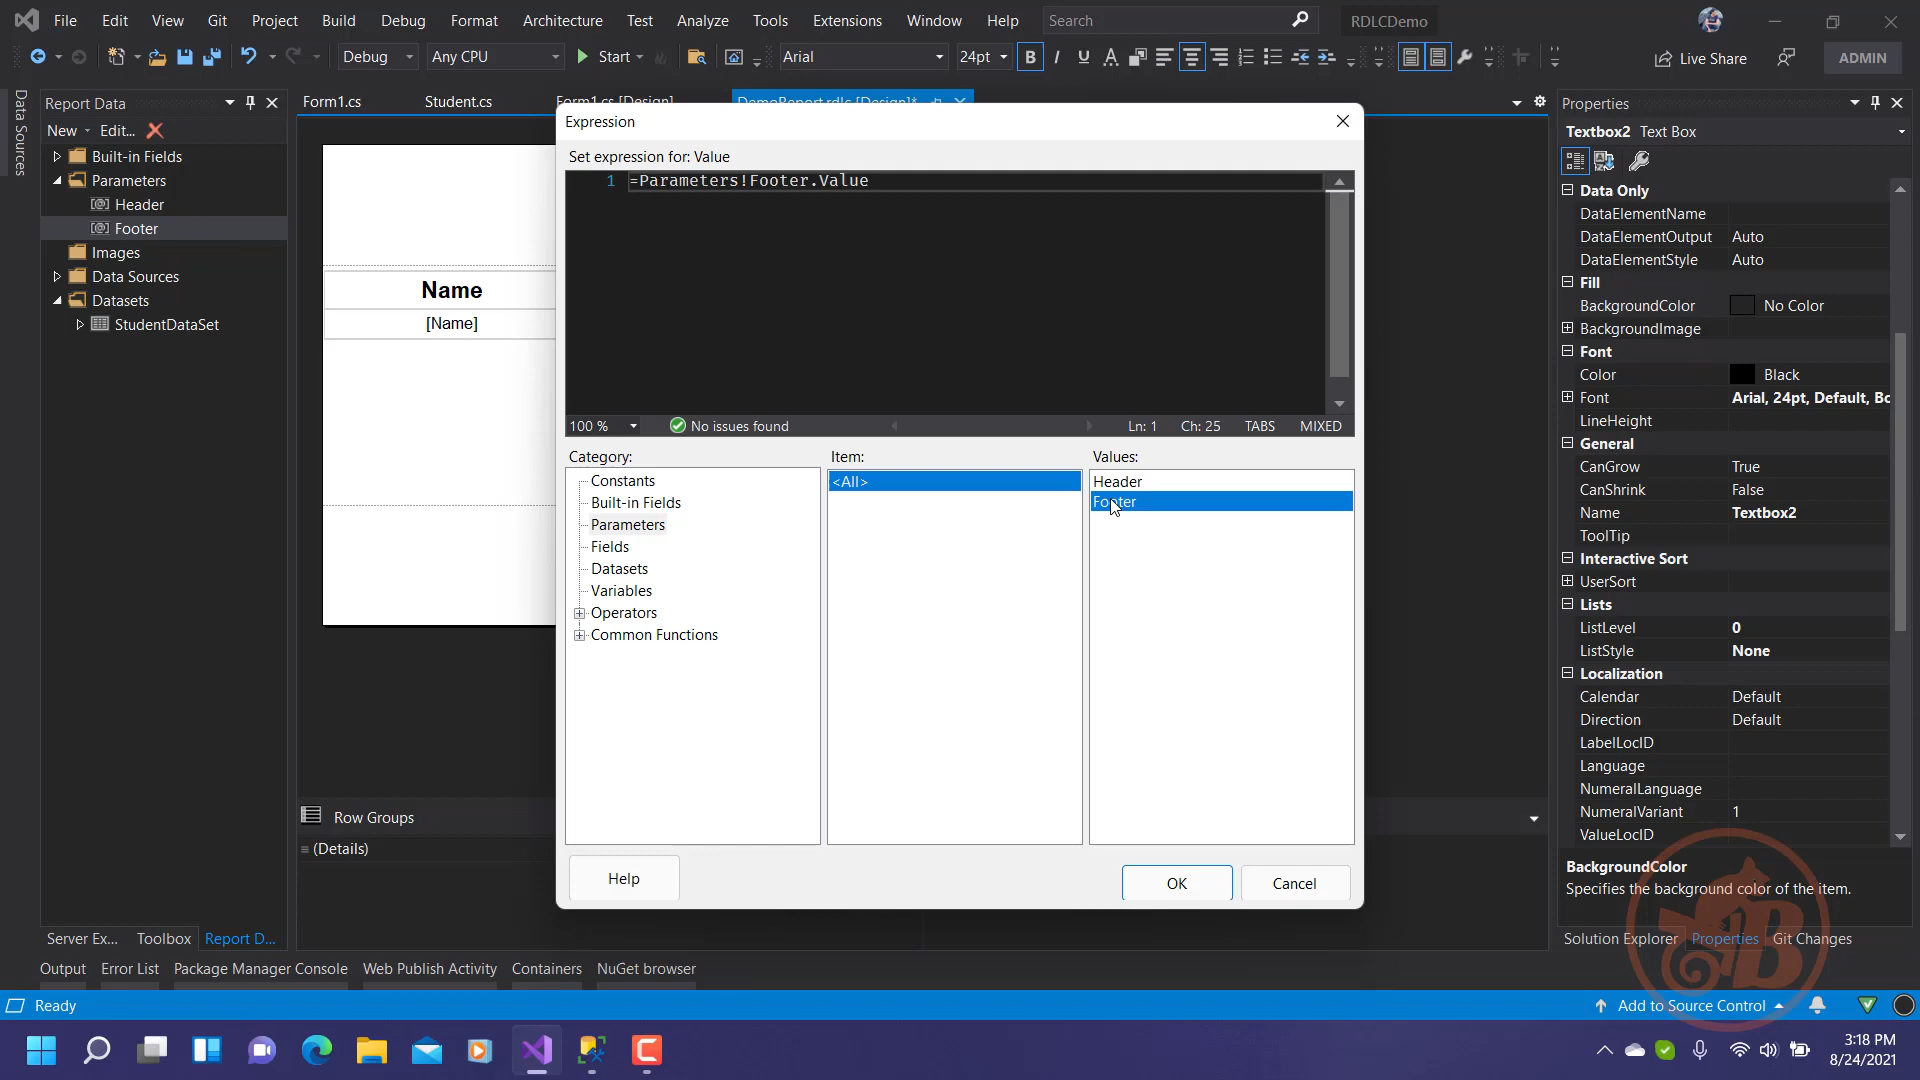 File Edit View Git Project Build Debug Format Architecture Test Analyze Tools Extensions Window Help Search RDLCDemo
Debug Any CPU Start Arial 24pt B I U A Live Share ADMIN
Data Sources
Report Data
New Edit...
Built-in Fields
Parameters
Header
Footer
Images
Data Sources
Datasets
StudentDataSet
Form1.cs Student.cs Form1.cs [Design] DemoReport.rdlc [Design]*
Name
[Name]
Row Groups
(Details)
Expression
Set expression for: Value
1 =Parameters!Footer.Value
100 % No issues found Ln: 1 Ch: 25 TABS MIXED
Category: Item: Values:
Constants
Built-in Fields
Parameters
Fields
Datasets
Variables
Operators
Common Functions
<All>
Header
Footer
Help OK Cancel
Properties
Textbox2 Text Box
Data Only
DataElementName
DataElementOutput Auto
DataElementStyle Auto
Fill
BackgroundColor No Color
BackgroundImage
Font
Color Black
Font Arial, 24pt, Default, Bo
LineHeight
General
CanGrow True
CanShrink False
Name Textbox2
ToolTip
Interactive Sort
UserSort
Lists
ListLevel 0
ListStyle None
Localization
Calendar Default
Direction Default
LabelLocID
Language
NumeralLanguage
NumeralVariant 1
ValueLocID
BackgroundColor
Specifies the background color of the item.
Server Ex... Toolbox Report D...
Solution Explorer Properties Git Changes
Output Error List Package Manager Console Web Publish Activity Containers NuGet browser
Ready Add to Source Control
3:18 PM
8/24/2021